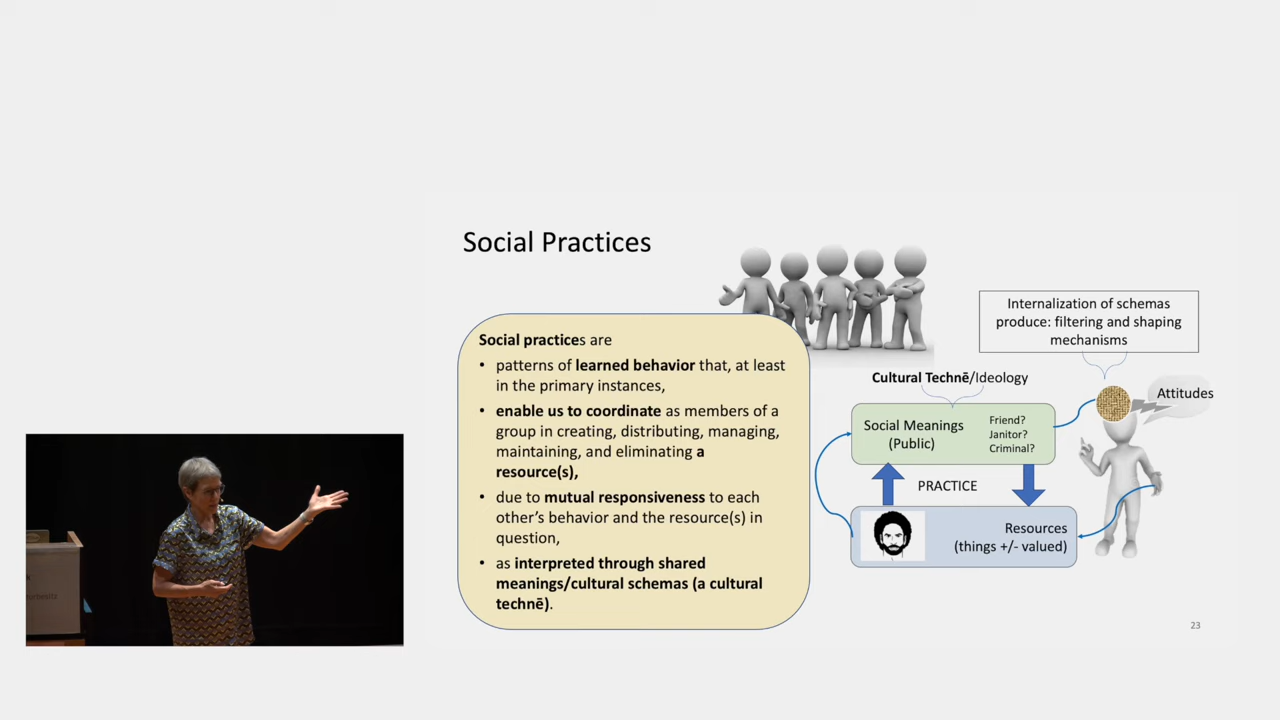 Social Practices
Social practices are
• patterns of learned behavior that, at least
in the primary instances,
• enable us to coordinate as members of a
group in creating, distributing, managing,
maintaining, and eliminating a
resource(s),
• due to mutual responsiveness to each
other’s behavior and the resource(s) in
question,
• as interpreted through shared
meanings/cultural schemas (a cultural
technē).
Internalization of schemas
produce: filtering and shaping
mechanisms
Cultural Technē/Ideology
Attitudes
Social Meanings
(Public)
Friend?
Janitor?
Criminal?
PRACTICE
Resources
(things +/- valued)
23